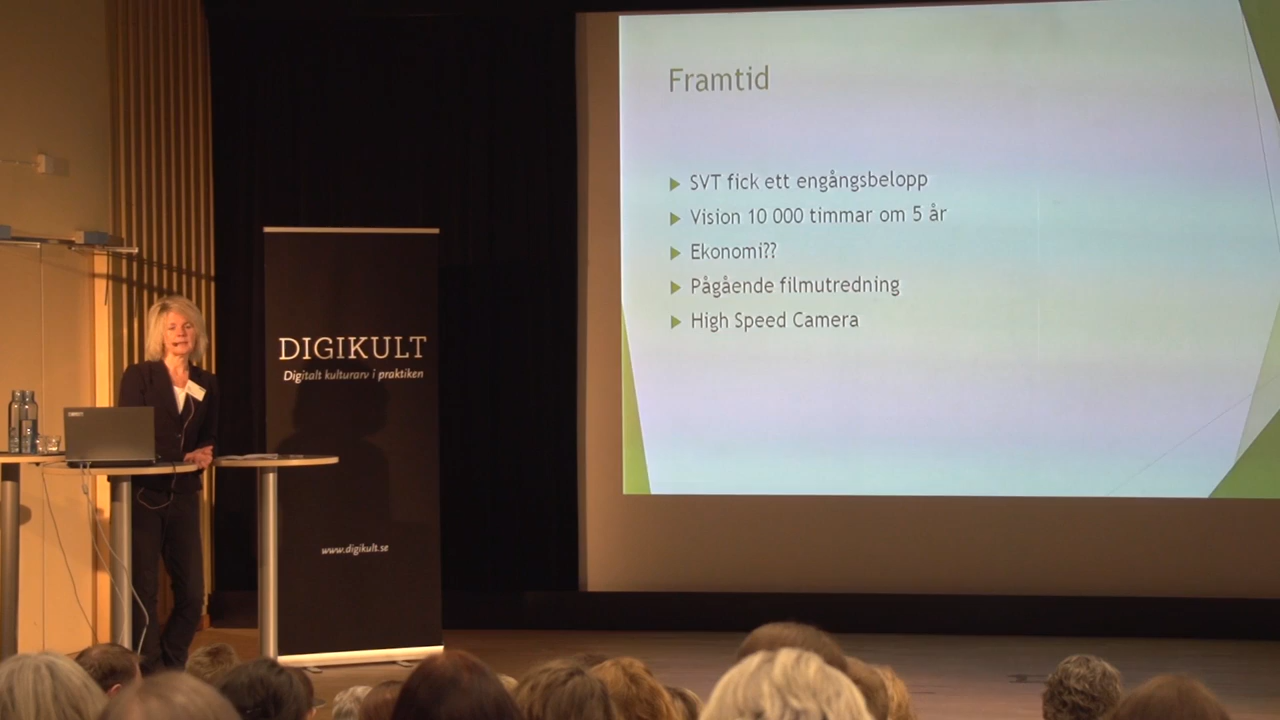 Framtid
SVT fick ett engångsbelopp
Vision 10 000 timmar om 5 år
Ekonomi??
Pågående filmutredning
High Speed Camera
DIGIKULT
Digitalt kulturarv i praktiken
www.digikult.se